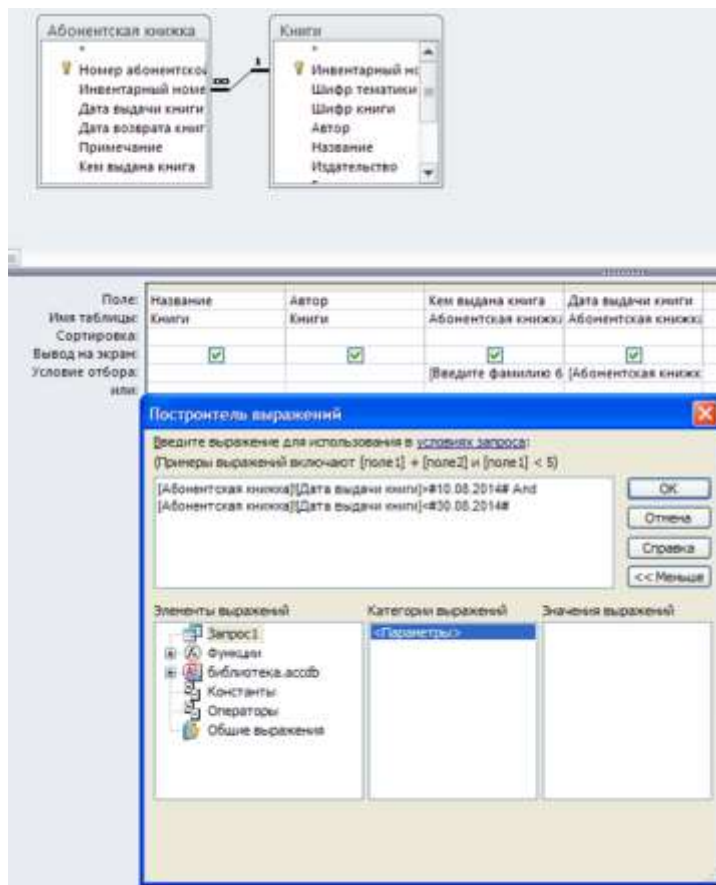 Абонентская книжка
*
Номер абонентско
Инвентарный номе
Дата выдачи книги
Дата возврата книг
Примечание
Кем выдана книга
∞
1
Книги
*
Инвентарный но
Шифр тематики
Шифр книги
Автор
Название
Издательство
Поле: Название Автор Кем выдана книга Дата выдачи книги
Имя таблицы: Книги Книги Абонентская книжка Абонентская книжка
Сортировка:
Вывод на экран:
Условие отбора: [Введите фамилию б [Абонентская книжк
или:
Построитель выражений
Введите выражение для использования в условиях запроса:
(Примеры выражений включают [поле1] + [поле2] и [поле1] < 5)
[Абонентская книжка]![Дата выдачи книги]>#10.08.2014# And
[Абонентская книжка]![Дата выдачи книги]<#30.08.2014#
OK
Отмена
Справка
<< Меньше
Элементы выражений Категории выражений Значения выражений
Запрос1
Функции
библиотека.accdb
Константы
Операторы
Общие выражения
<Параметры>